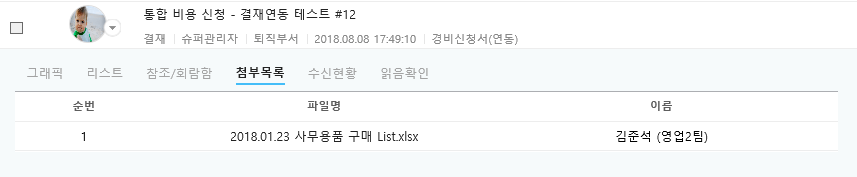 통합 비용 신청 - 결재연동 테스트 #12
결재 슈퍼관리자 퇴직부서 2018.08.08 17:49:10 경비신청서(연동)
그래픽 리스트 참조/회람함 첨부목록 수신현황 읽음확인
순번 파일명 이름
1 2018.01.23 사무용품 구매 List.xlsx 김준석 (영업2팀)